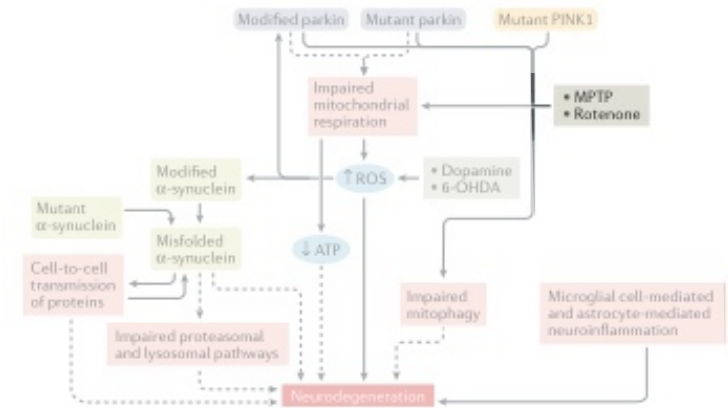 Modified parkin
Mutant parkin
Mutant PINK1
Impaired
mitochondrial
respiration
• MPTP
• Rotenone
Modified
α-synuclein
↑ROS
• Dopamine
• 6-OHDA
Mutant
α-synuclein
Misfolded
α-synuclein
↓ATP
Cell-to-cell
transmission
of proteins
Impaired
mitophagy
Microglial cell-mediated
and astrocyte-mediated
neuroinflammation
Impaired proteasomal
and lysosomal pathways
Neurodegeneration